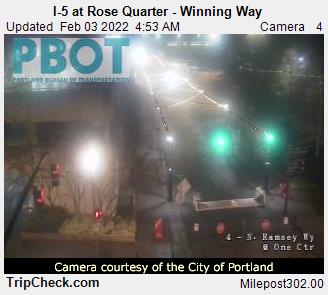 I-5 at Rose Quarter - Winning Way
Updated Feb 03 2022 4:53 AM Camera 4
PBOT
PORTLAND BUREAU OF TRANSPORTATION
4 - N. Ramsey Wy
@ One Ctr
Camera courtesy of the City of Portland
TripCheck.com Milepost302.00